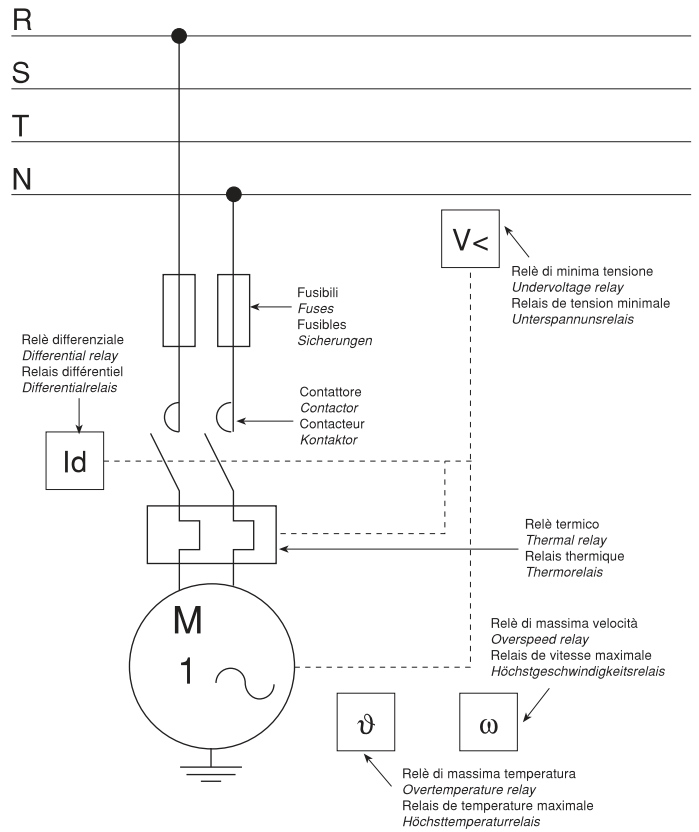 R
S
T
N
V<
Relè di minima tensione
Undervoltage relay
Relais de tension minimale
Unterspannunsrelais
Fusibili
Fuses
Fusibles
Sicherungen
Relè differenziale
Differential relay
Relais différentiel
Differentialrelais
Contattore
Contactor
Contacteur
Kontaktor
Id
Relè termico
Thermal relay
Relais thermique
Thermorelais
M
1
Relè di massima velocità
Overspeed relay
Relais de vitesse maximale
Höchstgeschwindigkeitsrelais
ϑ
ω
Relè di massima temperatura
Overtemperature relay
Relais de temperature maximale
Höchsttemperaturrelais